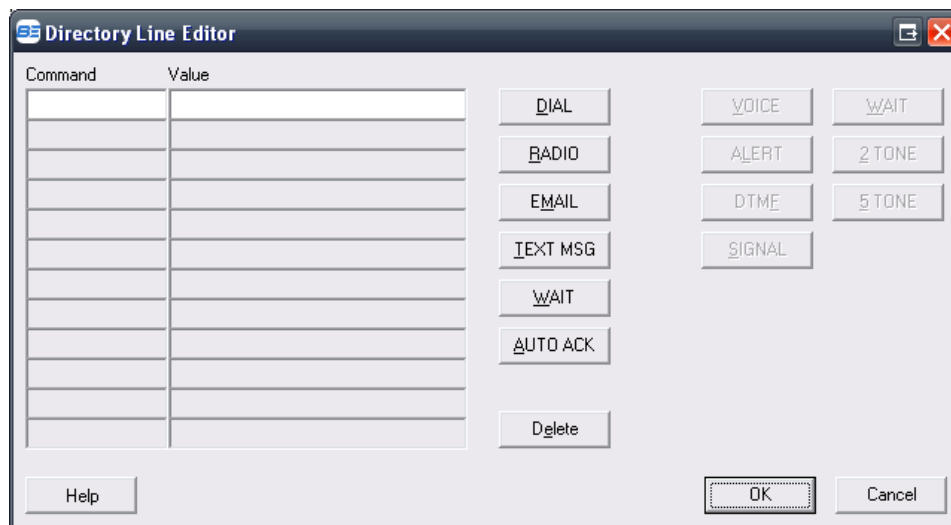 Directory Line Editor
Command Value
DIAL VOICE WAIT
RADIO ALERT 2 TONE
EMAIL DTMF 5 TONE
TEXT MSG SIGNAL
WAIT
AUTO ACK
Delete
Help OK Cancel